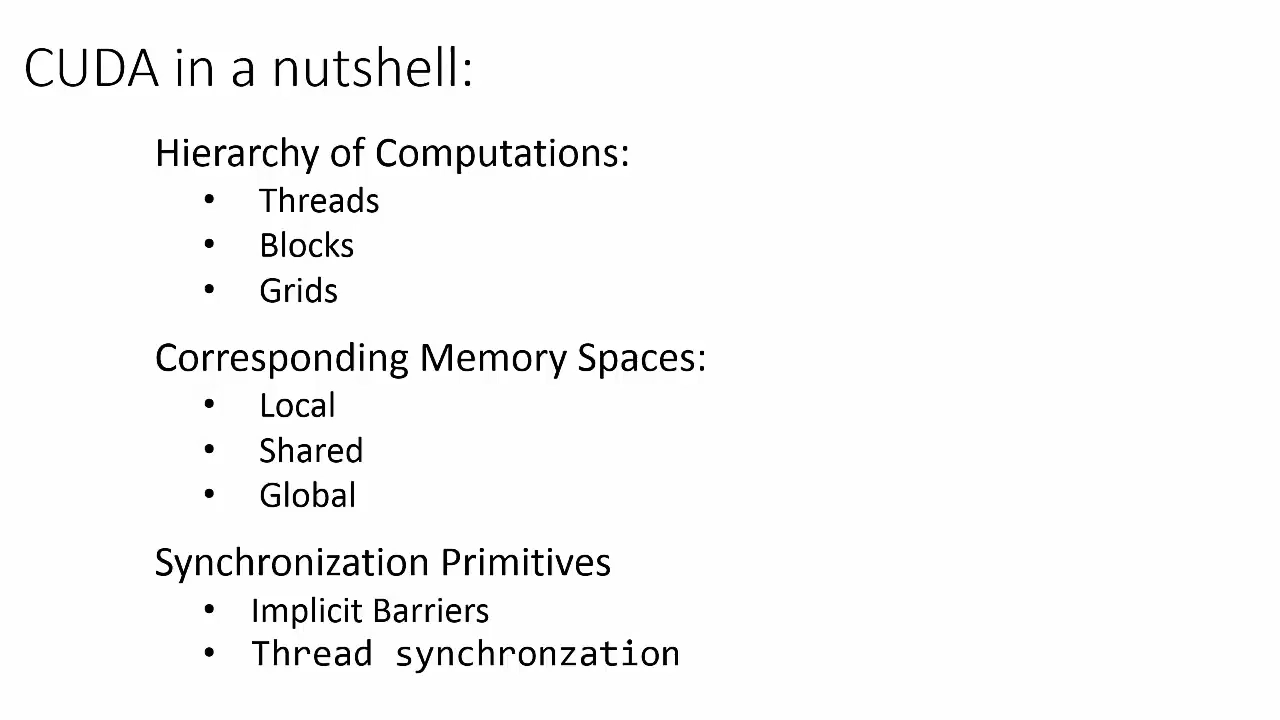 CUDA in a nutshell:
Hierarchy of Computations:
• Threads
• Blocks
• Grids
Corresponding Memory Spaces:
• Local
• Shared
• Global
Synchronization Primitives
• Implicit Barriers
• Thread synchronzation